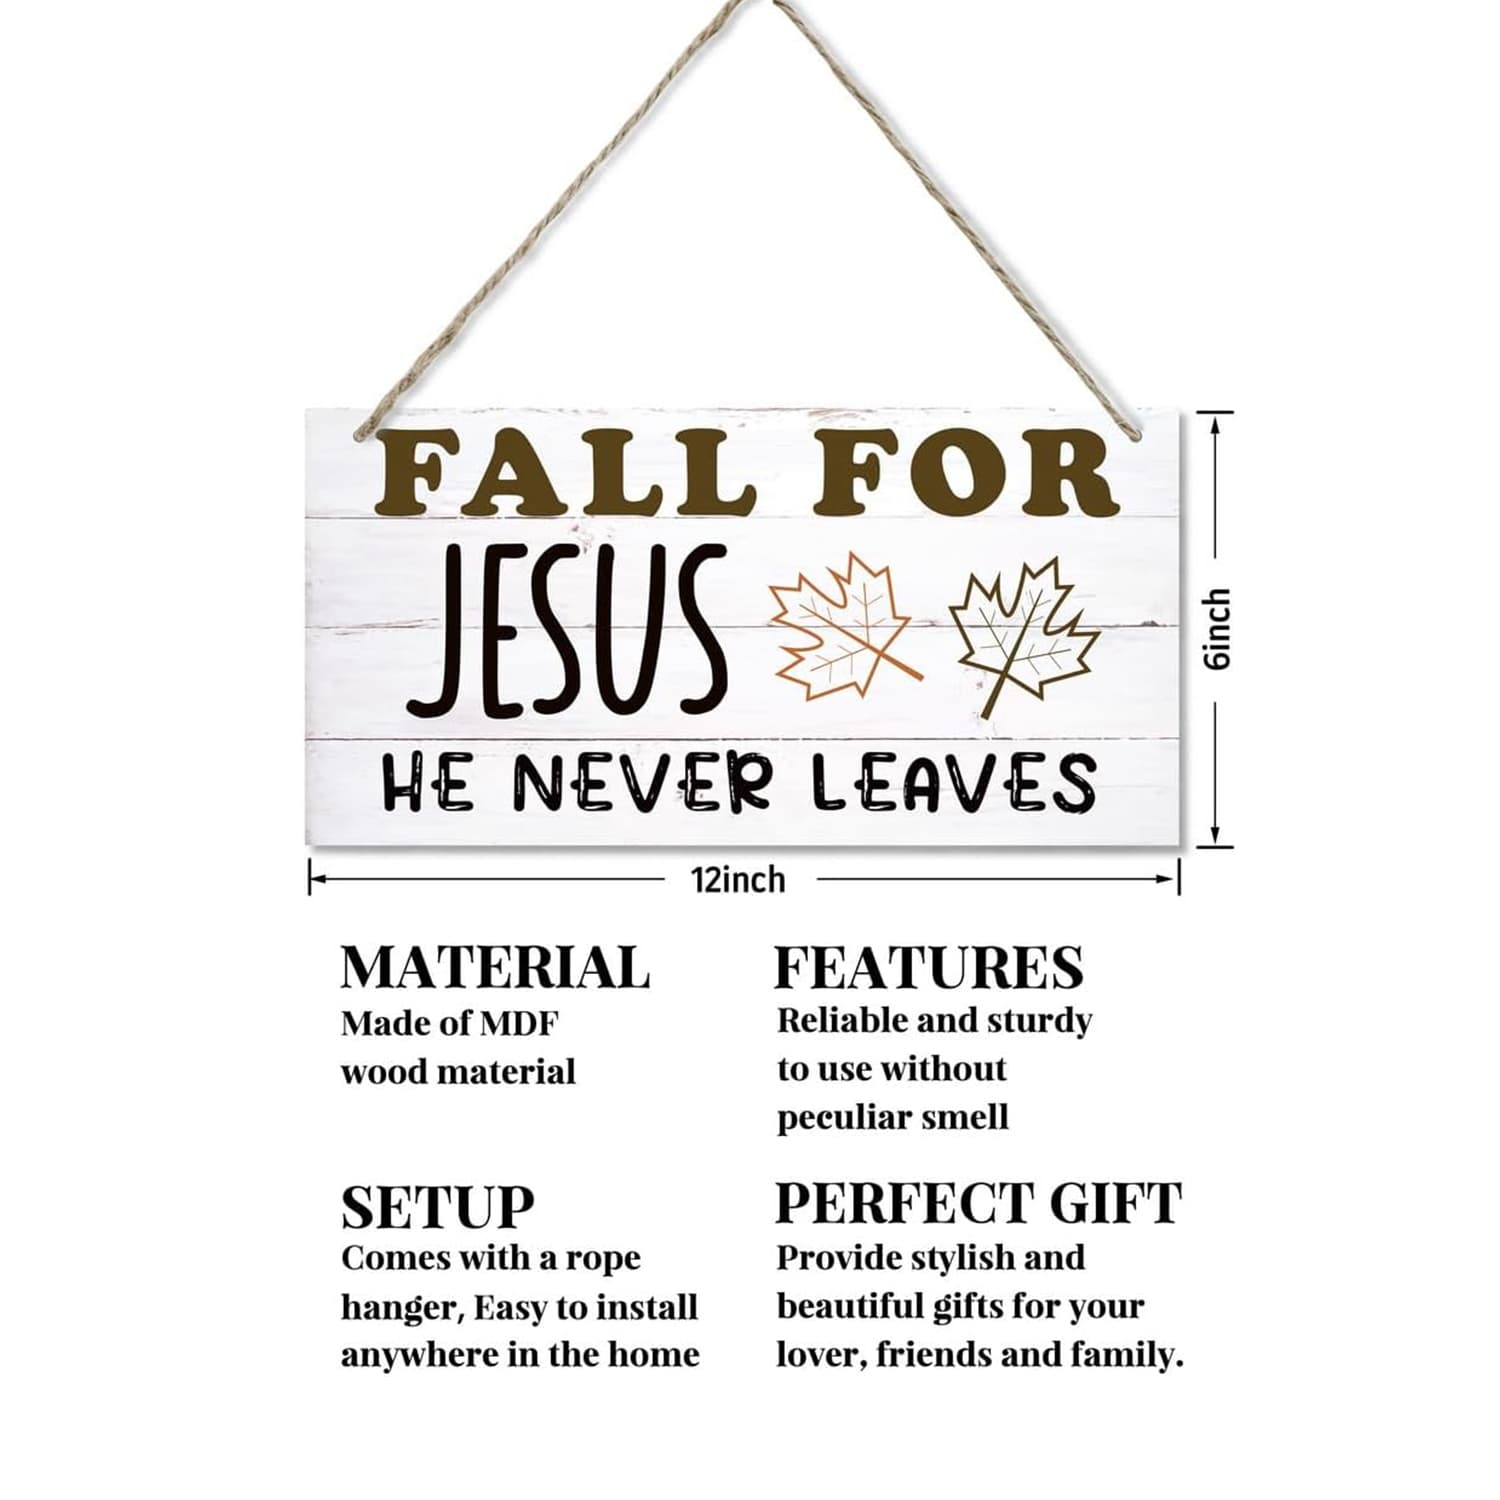 FALL FOR
JESUS
HE NEVER LEAVES
6inch
12inch
MATERIAL
Made of MDF
wood material
FEATURES
Reliable and sturdy
to use without
peculiar smell
SETUP
Comes with a rope
hanger, Easy to install
anywhere in the home
PERFECT GIFT
Provide stylish and
beautiful gifts for your
lover, friends and family.